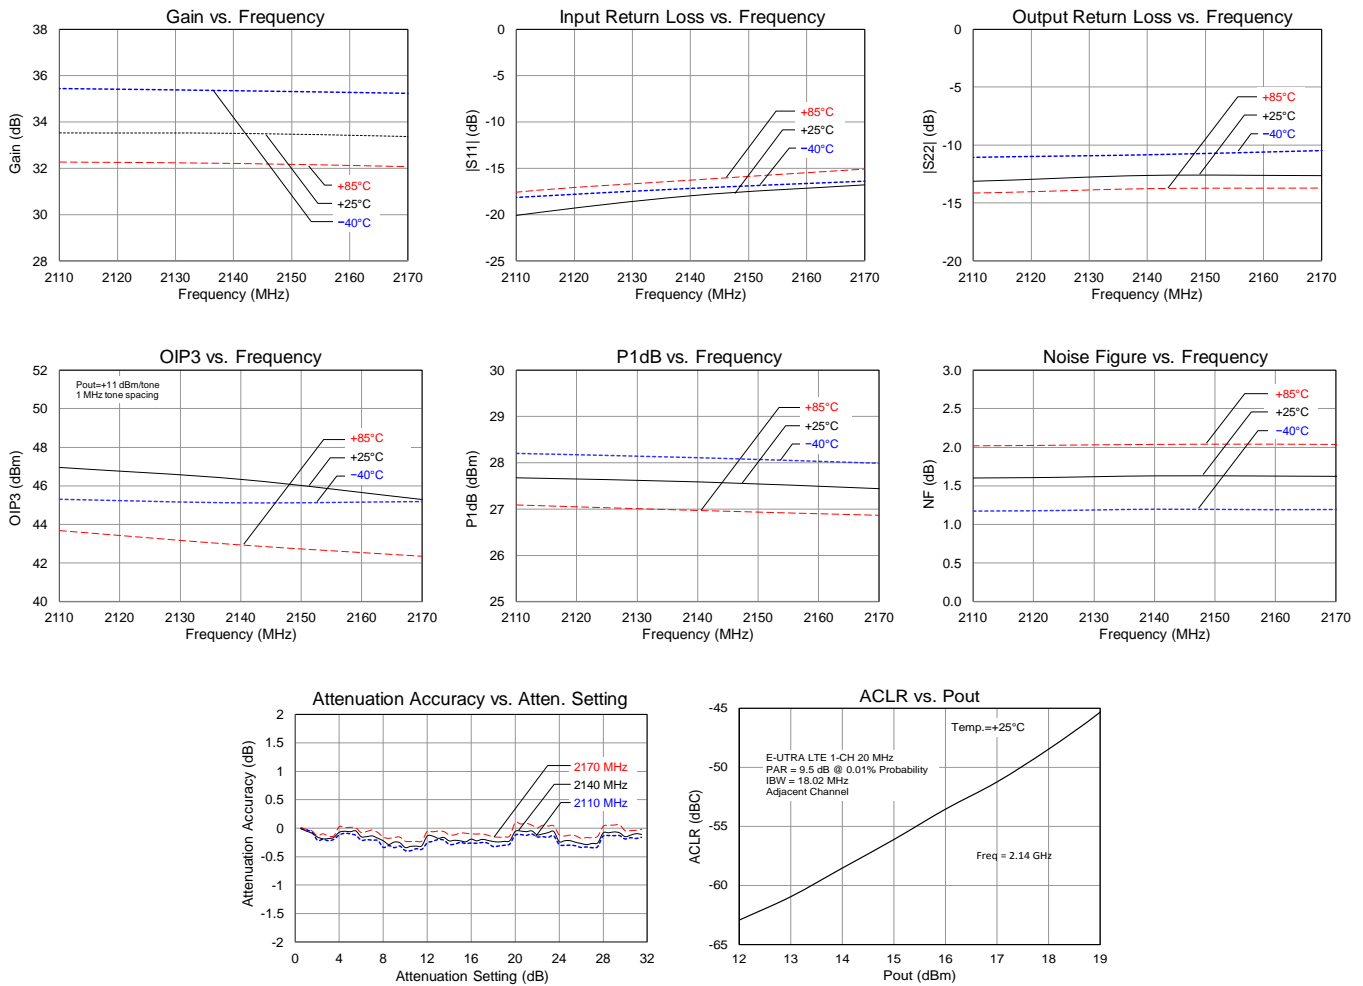 Gain vs. Frequency
38
36
34
32
30
28
Gain (dB)
+85°C
+25°C
−40°C
2110 2120 2130 2140 2150 2160 2170
Frequency (MHz)
Input Return Loss vs. Frequency
0
-5
-10
-15
-20
-25
|S11| (dB)
+85°C
+25°C
−40°C
2110 2120 2130 2140 2150 2160 2170
Frequency (MHz)
Output Return Loss vs. Frequency
0
-5
-10
-15
-20
|S22| (dB)
+85°C
+25°C
−40°C
2110 2120 2130 2140 2150 2160 2170
Frequency (MHz)
OIP3 vs. Frequency
52
50
48
46
44
42
40
OIP3 (dBm)
Pout=+11 dBm/tone
1 MHz tone spacing
+85°C
+25°C
−40°C
2110 2120 2130 2140 2150 2160 2170
Frequency (MHz)
P1dB vs. Frequency
30
29
28
27
26
25
P1dB (dBm)
+85°C
+25°C
−40°C
2110 2120 2130 2140 2150 2160 2170
Frequency (MHz)
Noise Figure vs. Frequency
3.0
2.5
2.0
1.5
1.0
0.5
0.0
NF (dB)
+85°C
+25°C
−40°C
2110 2120 2130 2140 2150 2160 2170
Frequency (MHz)
Attenuation Accuracy vs. Atten. Setting
2
1.5
1
0.5
0
-0.5
-1
-1.5
-2
Attenuation Accuracy (dB)
2170 MHz
2140 MHz
2110 MHz
0 4 8 12 16 20 24 28 32
Attenuation Setting (dB)
ACLR vs. Pout
-45
-50
-55
-60
-65
ACLR (dBC)
Temp.=+25°C
E-UTRA LTE 1-CH 20 MHz
PAR = 9.5 dB @ 0.01% Probability
IBW = 18.02 MHz
Adjacent Channel
Freq = 2.14 GHz
12 13 14 15 16 17 18 19
Pout (dBm)